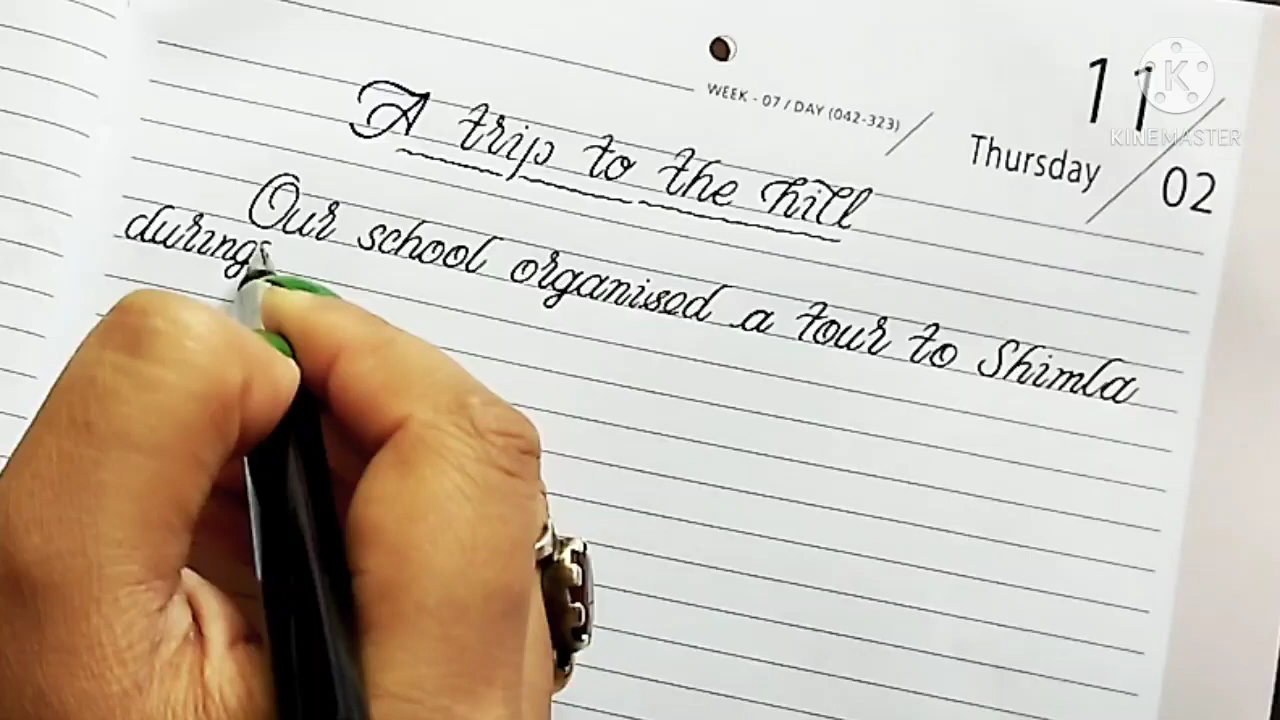 11
KINEMASTER
WEEK - 07 / DAY (042-323)
Thursday
02
A trip to the hill
Our school organised a tour to Shimla
during